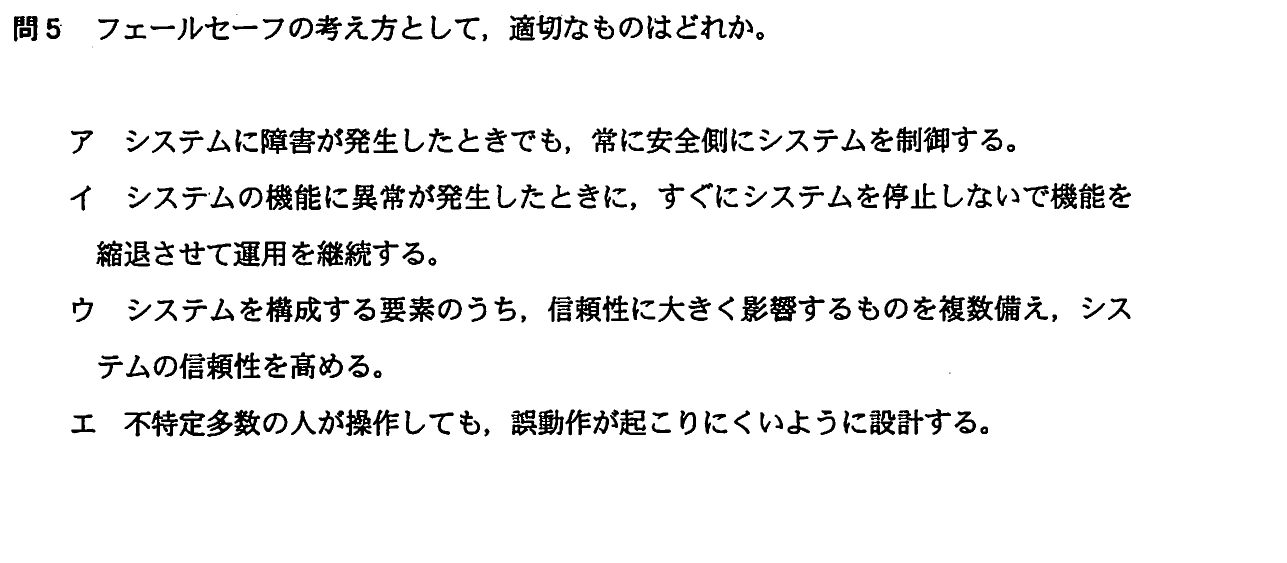 問5 フェールセーフの考え方として，適切なものはどれか。
ア システムに障害が発生したときでも，常に安全側にシステムを制御する。
イ システムの機能に異常が発生したときに，すぐにシステムを停止しないで機能を
縮退させて運用を継続する。
ウ システムを構成する要素のうち，信頼性に大きく影響するものを複数備え，シス
テムの信頼性を高める。
エ 不特定多数の人が操作しても，誤動作が起こりにくいように設計する。